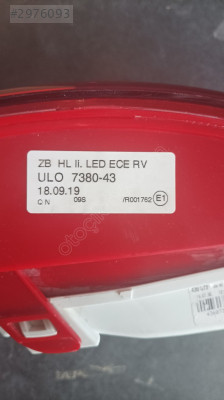 #2976093
ZB HL II. LED ECE RV
ULO 7380-43
18.09.19
Q N 09S /R001762 E1